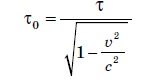 τ₀ = τ / √(1 − v²/c²)